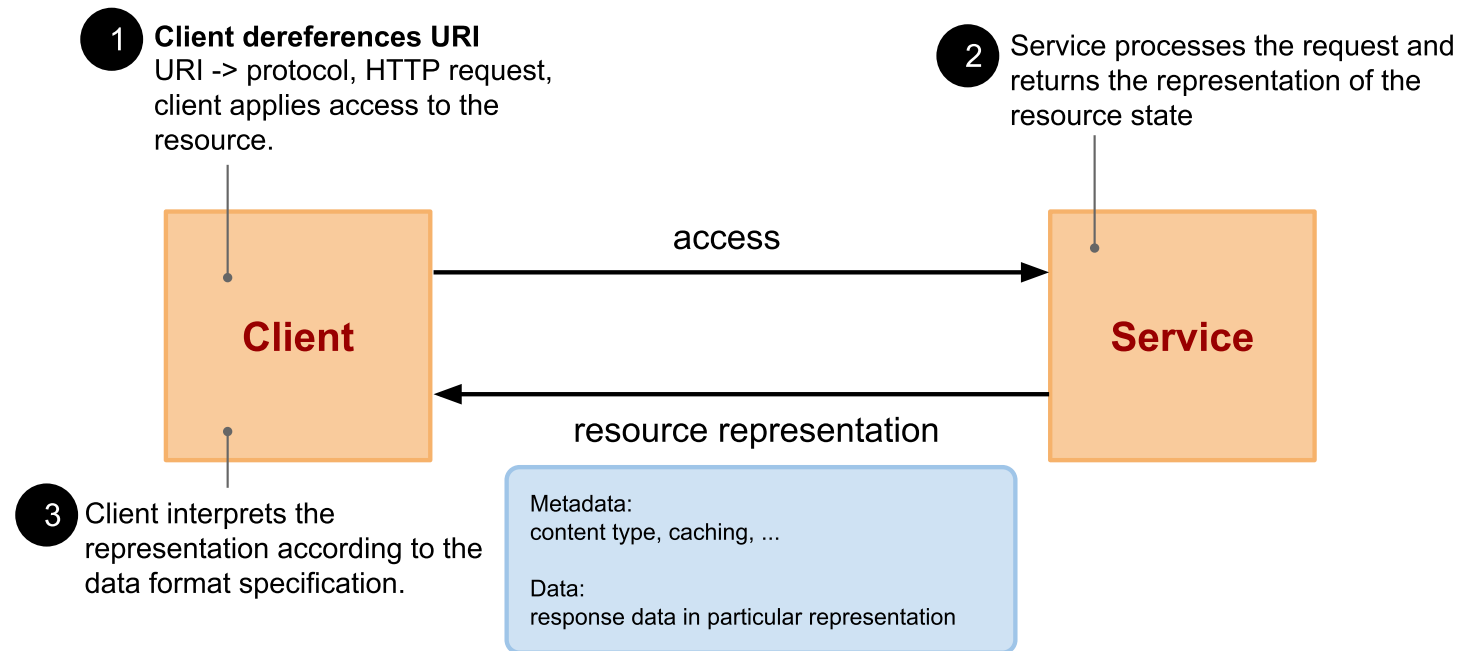 1
Client dereferences URI
URI -> protocol, HTTP request,
client applies access to the
resource.
2
Service processes the request and
returns the representation of the
resource state
access
Client
Service
resource representation
3
Client interprets the
representation according to the
data format specification.
Metadata:
content type, caching, ...
Data:
response data in particular representation